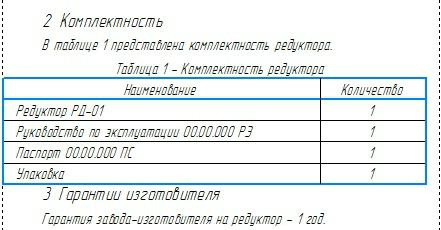 2 Комплектность
В таблице 1 представлена комплектность редуктора.
Таблица 1 – Комплектность редуктора
Наименование Количество
Редуктор РД-01 1
Руководство по эксплуатации 00.00.000 РЭ 1
Паспорт 00.00.000 ПС 1
Упаковка 1
3 Гарантии изготовителя
Гарантия завода-изготовителя на редуктор – 1 год.